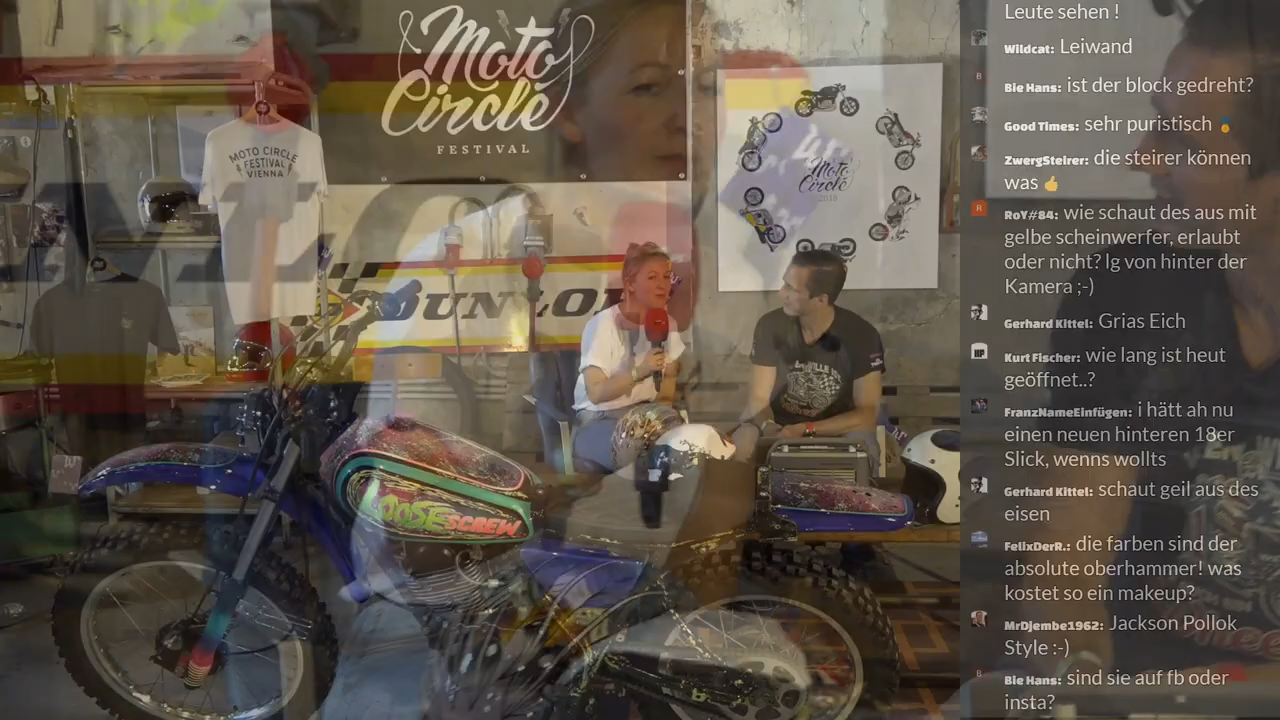 Moto
Circle
FESTIVAL
MOTO CIRCLE
FESTIVAL
VIENNA
Moto
Circle
2018
DUNLOP
LOOSE SCREW
Leute sehen !
Wildcat: Leiwand
Bie Hans: ist der block gedreht?
Good Times: sehr puristisch 🏅
ZwergSteirer: die steirer können
was 👍
RoY#84: wie schaut des aus mit
gelbe scheinwerfer, erlaubt
oder nicht? lg von hinter der
Kamera ;-)
Gerhard Kittel: Grias Eich
Kurt Fischer: wie lang ist heut
geöffnet..?
FranzNameEinfügen: i hätt ah nu
einen neuen hinteren 18er
Slick, wenns wollts
Gerhard Kittel: schaut geil aus des
eisen
FelixDerR.: die farben sind der
absolute oberhammer! was
kostet so ein makeup?
MrDjembe1962: Jackson Pollok
Style :-)
Bie Hans: sind sie auf fb oder
insta?